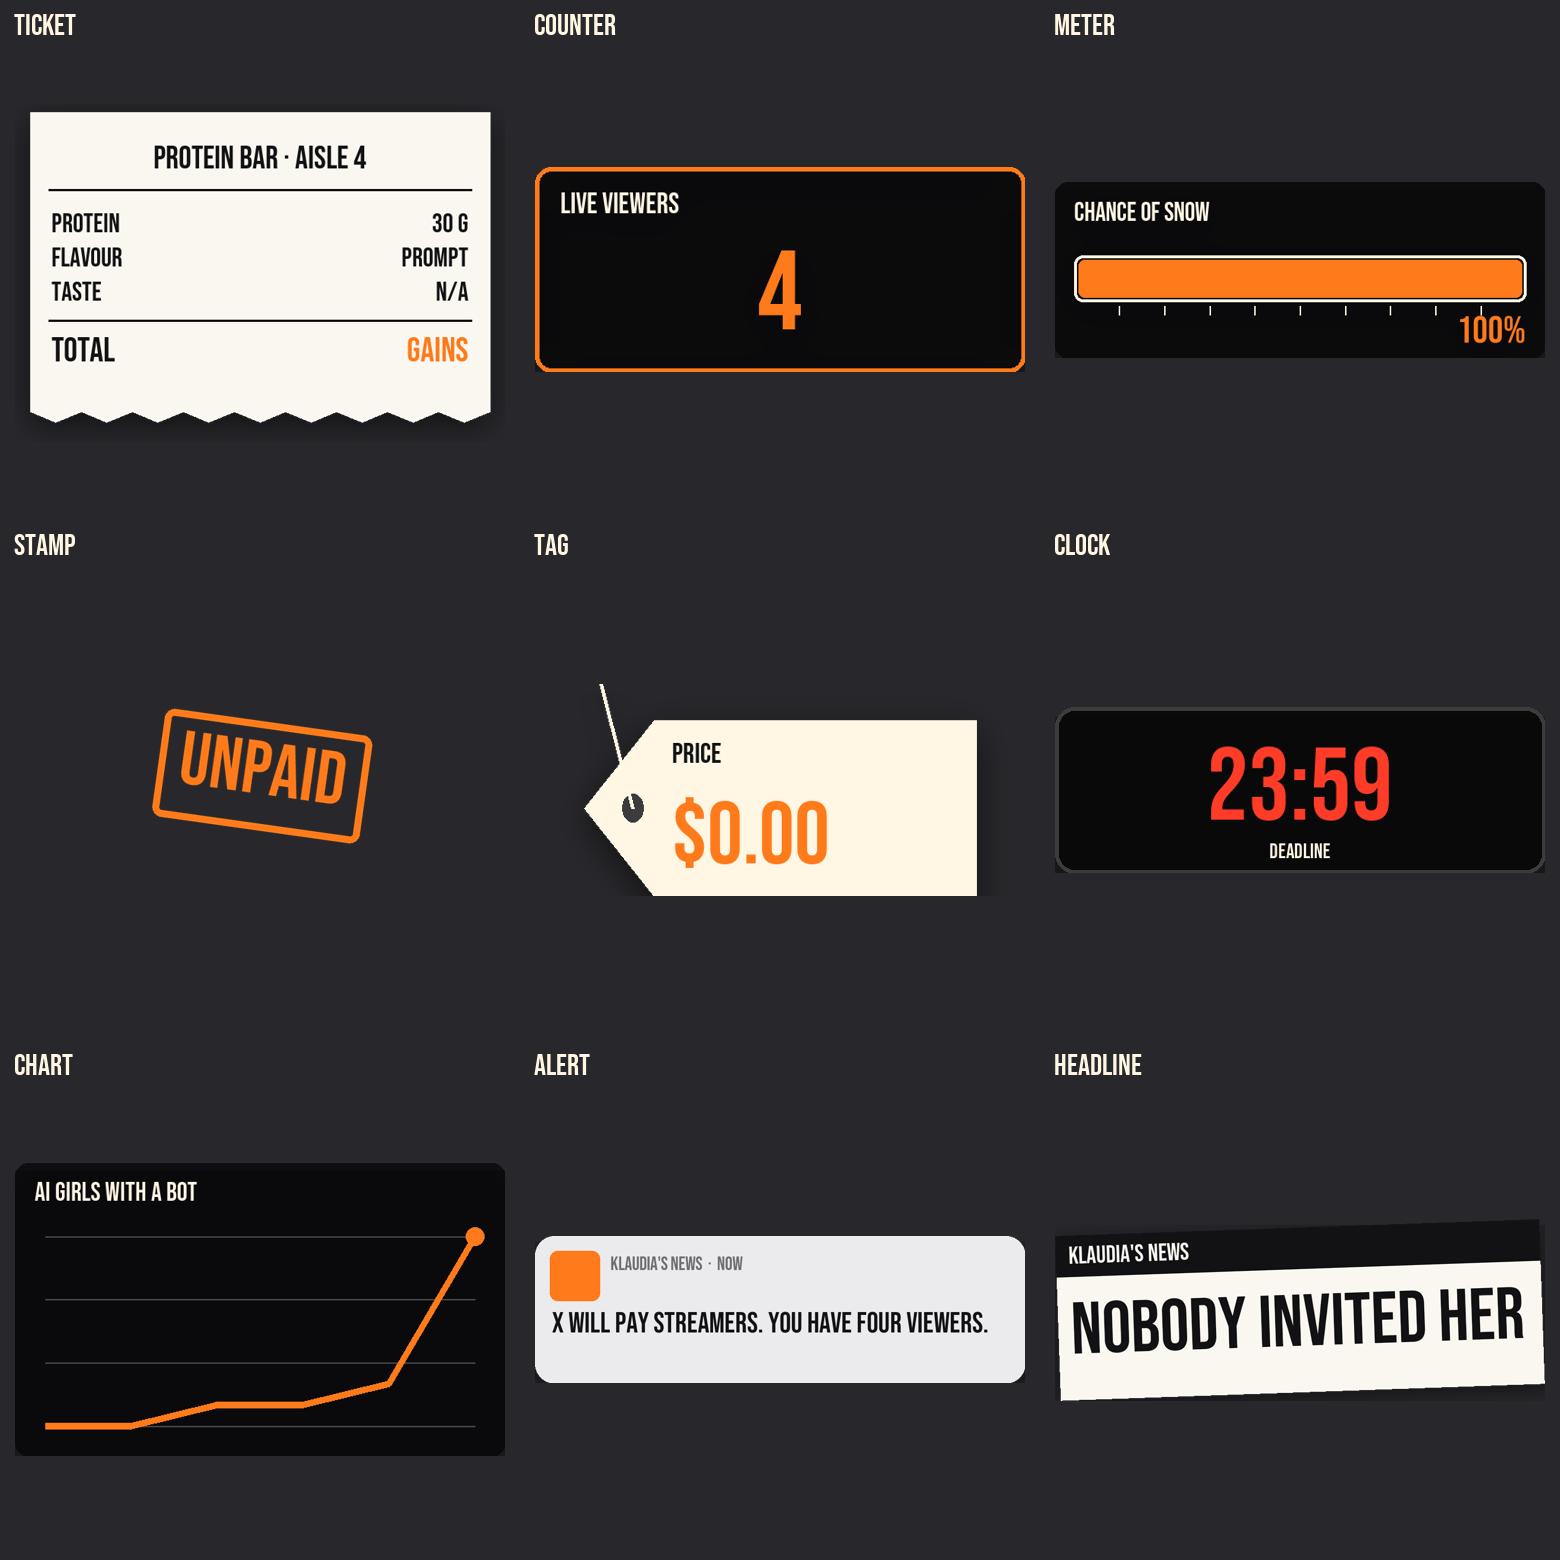 TICKET
PROTEIN BAR · AISLE 4
PROTEIN 30 G
FLAVOUR PROMPT
TASTE N/A
TOTAL GAINS
COUNTER
LIVE VIEWERS
4
METER
CHANCE OF SNOW
100%
STAMP
UNPAID
TAG
PRICE
$0.00
CLOCK
23:59
DEADLINE
CHART
AI GIRLS WITH A BOT
ALERT
KLAUDIA'S NEWS · NOW
X WILL PAY STREAMERS. YOU HAVE FOUR VIEWERS.
HEADLINE
KLAUDIA'S NEWS
NOBODY INVITED HER